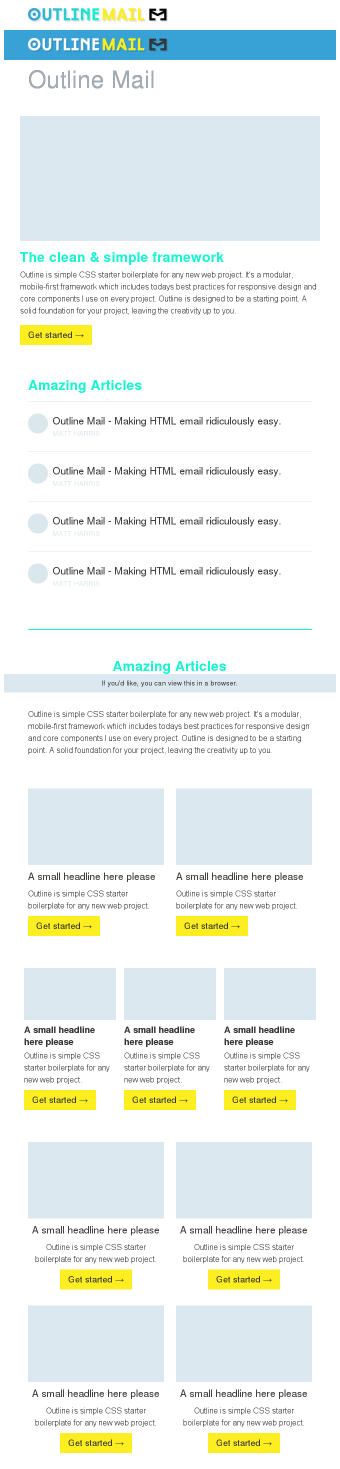 OUTLINEMAIL
OUTLINEMAIL
Outline Mail
The clean & simple framework
Outline is simple CSS starter boilerplate for any new web project. It's a modular,
mobile-first framework which includes todays best practices for responsive design and
core components I use on every project. Outline is designed to be a starting point. A
solid foundation for your project, leaving the creativity up to you.
Get started →
Amazing Articles
Outline Mail - Making HTML email ridiculously easy.
MATT HARRIS
Outline Mail - Making HTML email ridiculously easy.
MATT HARRIS
Outline Mail - Making HTML email ridiculously easy.
MATT HARRIS
Outline Mail - Making HTML email ridiculously easy.
MATT HARRIS
Amazing Articles
If you'd like, you can view this in a browser.
Outline is simple CSS starter boilerplate for any new web project. It's a modular,
mobile-first framework which includes todays best practices for responsive design
and core components I use on every project. Outline is designed to be a starting
point. A solid foundation for your project, leaving the creativity up to you.
A small headline here please
Outline is simple CSS starter
boilerplate for any new web project.
Get started →
A small headline here please
Outline is simple CSS starter
boilerplate for any new web project.
Get started →
A small headline
here please
Outline is simple CSS
starter boilerplate for any
new web project.
Get started →
A small headline
here please
Outline is simple CSS
starter boilerplate for any
new web project.
Get started →
A small headline
here please
Outline is simple CSS
starter boilerplate for any
new web project.
Get started →
A small headline here please
Outline is simple CSS starter
boilerplate for any new web project.
Get started →
A small headline here please
Outline is simple CSS starter
boilerplate for any new web project.
Get started →
A small headline here please
Outline is simple CSS starter
boilerplate for any new web project.
Get started →
A small headline here please
Outline is simple CSS starter
boilerplate for any new web project.
Get started →